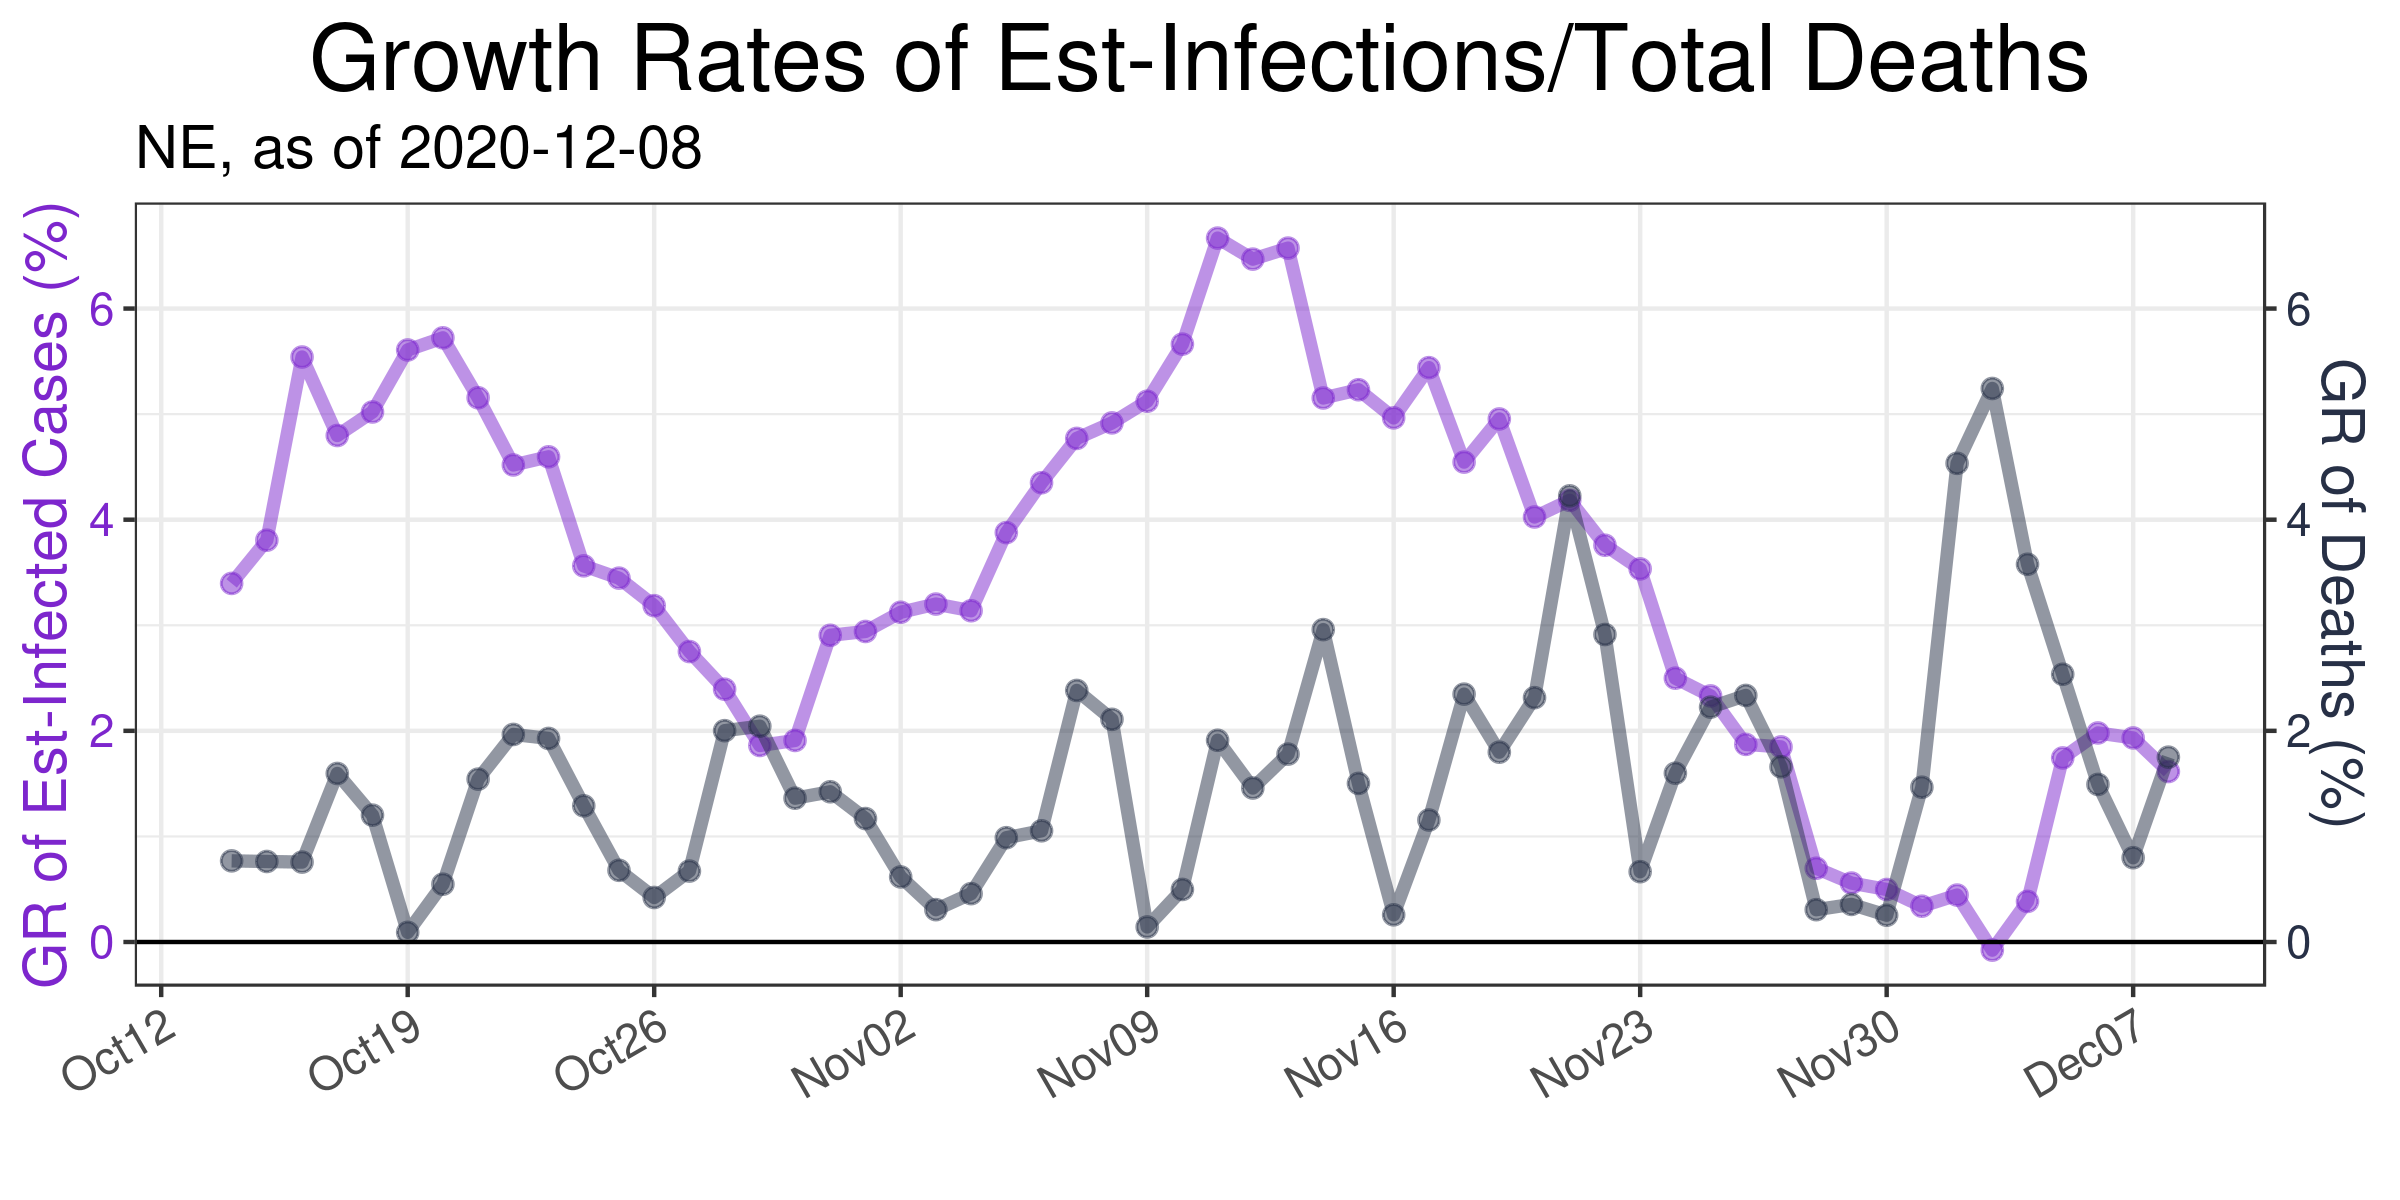 Growth Rates of Est-Infections/Total Deaths
NE, as of 2020-12-08
GR of Est-Infected Cases (%)
6
4
2
0
6
4
2
0
GR of Deaths (%)
Oct12
Oct19
Oct26
Nov02
Nov09
Nov16
Nov23
Nov30
Dec07